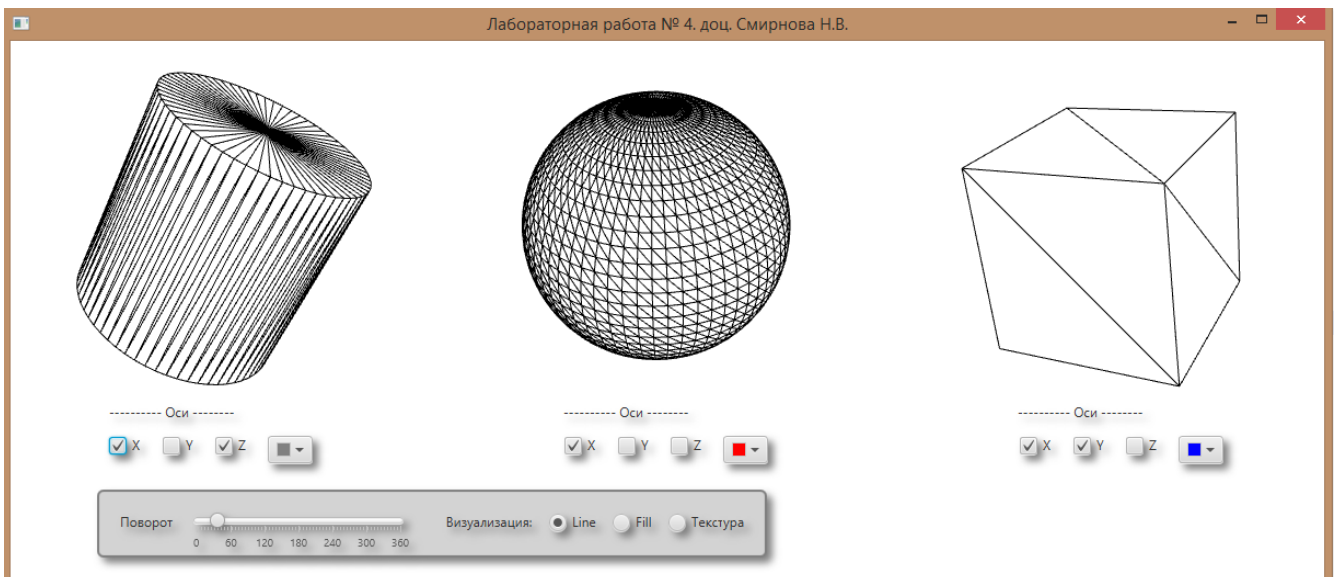 Лабораторная работа № 4. доц. Смирнова Н.В.
---------- Оси --------
---------- Оси --------
---------- Оси --------
X Y Z
X Y Z
X Y Z
Поворот
0 60 120 180 240 300 360
Визуализация: Line Fill Текстура